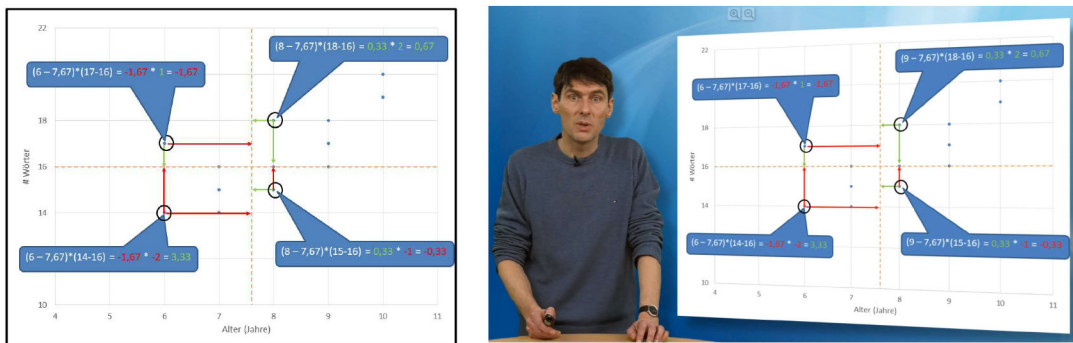 22
20
18
16
14
12
10
4
5
6
7
8
9
10
11
# Wörter
Alter (Jahre)
(6 – 7,67)*(17-16) = -1,67 * 1 = -1,67
(8 – 7,67)*(18-16) = 0,33 * 2 = 0,67
(6 – 7,67)*(14-16) = -1,67 * -2 = 3,33
(8 – 7,67)*(15-16) = 0,33 * -1 = -0,33
22
20
18
16
14
12
10
4
5
6
7
8
9
10
11
# Wörter
Alter (Jahre)
(6 – 7,67)*(17-16) = -1,67 * 1 = -1,67
(9 – 7,67)*(18-16) = 0,33 * 2 = 0,67
(6 – 7,67)*(14-16) = -1,67 * -2 = 3,33
(9 – 7,67)*(15-16) = 0,33 * -1 = -0,33